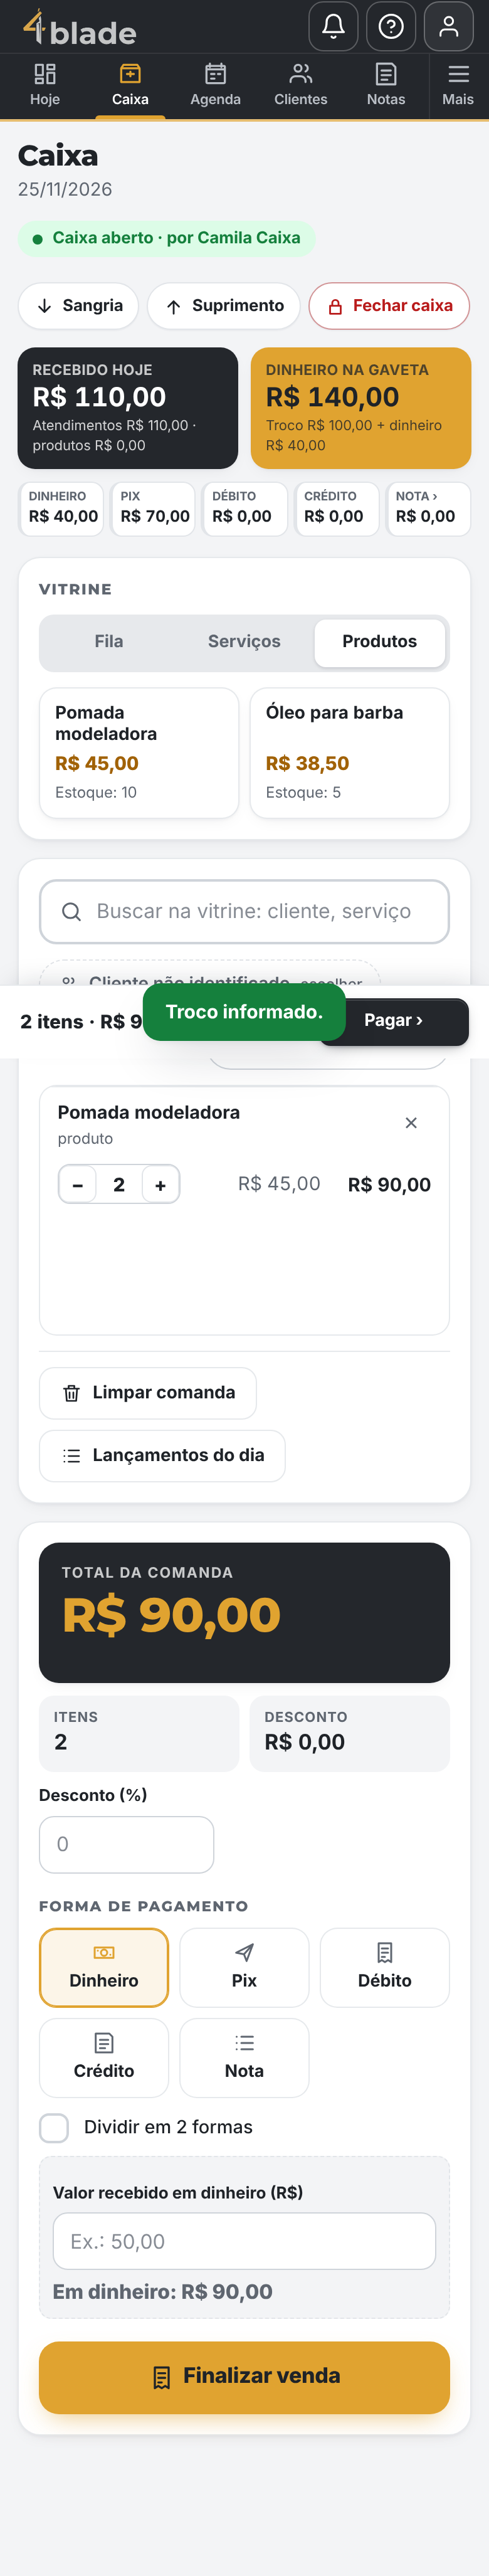 4blade
Hoje
Caixa
Agenda
Clientes
Notas
Mais
Caixa
25/11/2026
Caixa aberto · por Camila Caixa
Sangria
Suprimento
Fechar caixa
RECEBIDO HOJE
R$ 110,00
Atendimentos R$ 110,00 ·
produtos R$ 0,00
DINHEIRO NA GAVETA
R$ 140,00
Troco R$ 100,00 + dinheiro
R$ 40,00
DINHEIRO
R$ 40,00
PIX
R$ 70,00
DÉBITO
R$ 0,00
CRÉDITO
R$ 0,00
NOTA ›
R$ 0,00
VITRINE
Fila
Serviços
Produtos
Pomada
modeladora
R$ 45,00
Estoque: 10
Óleo para barba
R$ 38,50
Estoque: 5
Buscar na vitrine: cliente, serviço
Cliente não identificado escolher
2 itens · R$ 9
Troco informado.
Pagar ›
Pomada modeladora
×
produto
− 2 +
R$ 45,00
R$ 90,00
Limpar comanda
Lançamentos do dia
TOTAL DA COMANDA
R$ 90,00
ITENS
2
DESCONTO
R$ 0,00
Desconto (%)
0
FORMA DE PAGAMENTO
Dinheiro
Pix
Débito
Crédito
Nota
Dividir em 2 formas
Valor recebido em dinheiro (R$)
Ex.: 50,00
Em dinheiro: R$ 90,00
Finalizar venda